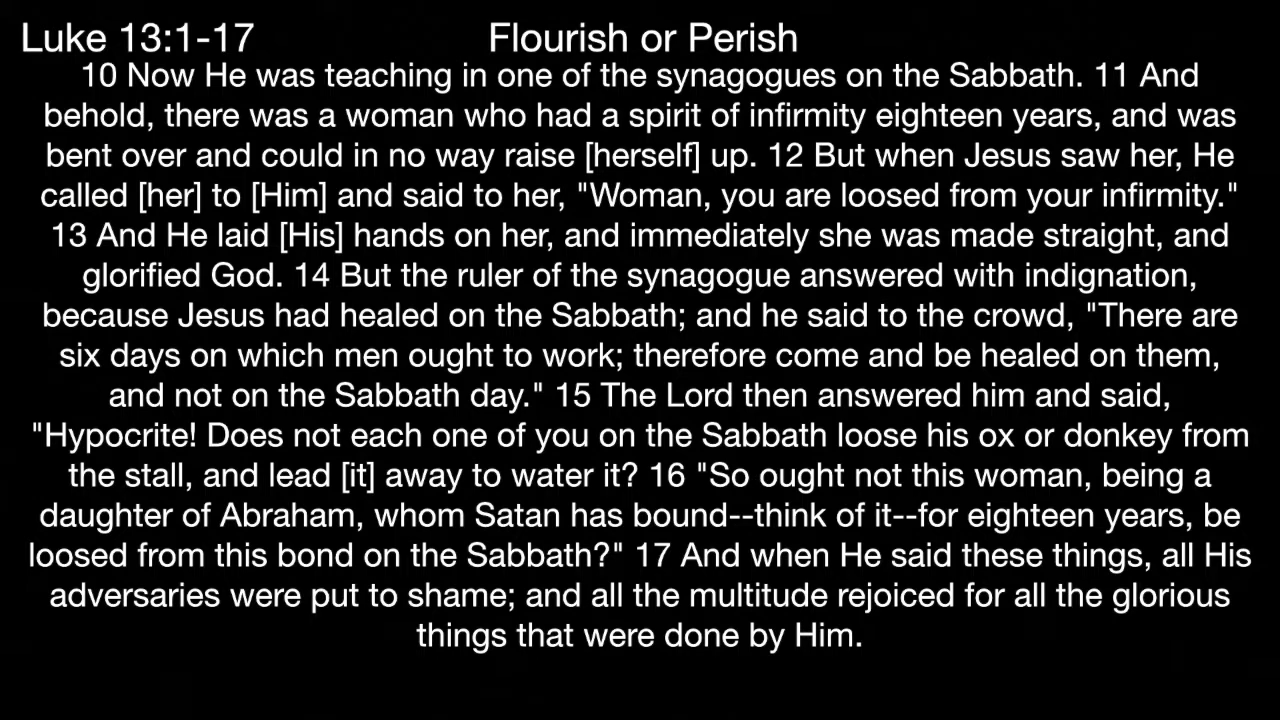 Luke 13:1-17 Flourish or Perish
10 Now He was teaching in one of the synagogues on the Sabbath. 11 And
behold, there was a woman who had a spirit of infirmity eighteen years, and was
bent over and could in no way raise [herself] up. 12 But when Jesus saw her, He
called [her] to [Him] and said to her, "Woman, you are loosed from your infirmity."
13 And He laid [His] hands on her, and immediately she was made straight, and
glorified God. 14 But the ruler of the synagogue answered with indignation,
because Jesus had healed on the Sabbath; and he said to the crowd, "There are
six days on which men ought to work; therefore come and be healed on them,
and not on the Sabbath day." 15 The Lord then answered him and said,
"Hypocrite! Does not each one of you on the Sabbath loose his ox or donkey from
the stall, and lead [it] away to water it? 16 "So ought not this woman, being a
daughter of Abraham, whom Satan has bound--think of it--for eighteen years, be
loosed from this bond on the Sabbath?" 17 And when He said these things, all His
adversaries were put to shame; and all the multitude rejoiced for all the glorious
things that were done by Him.